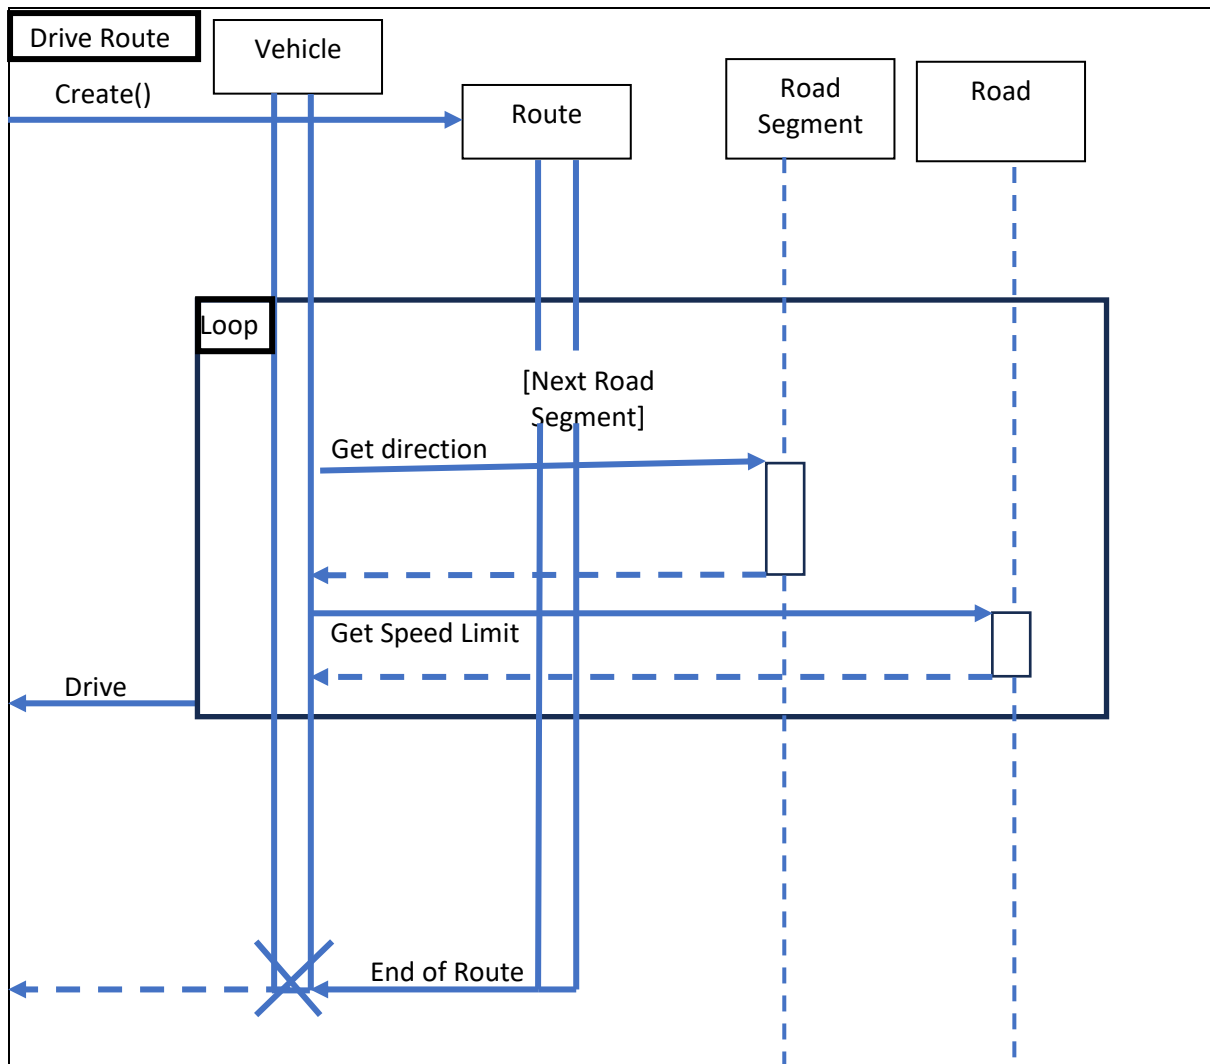 Drive Route
Vehicle
Create()
Route
Road
Segment
Road
Loop
[Next Road
Segment]
Get direction
Get Speed Limit
Drive
End of Route